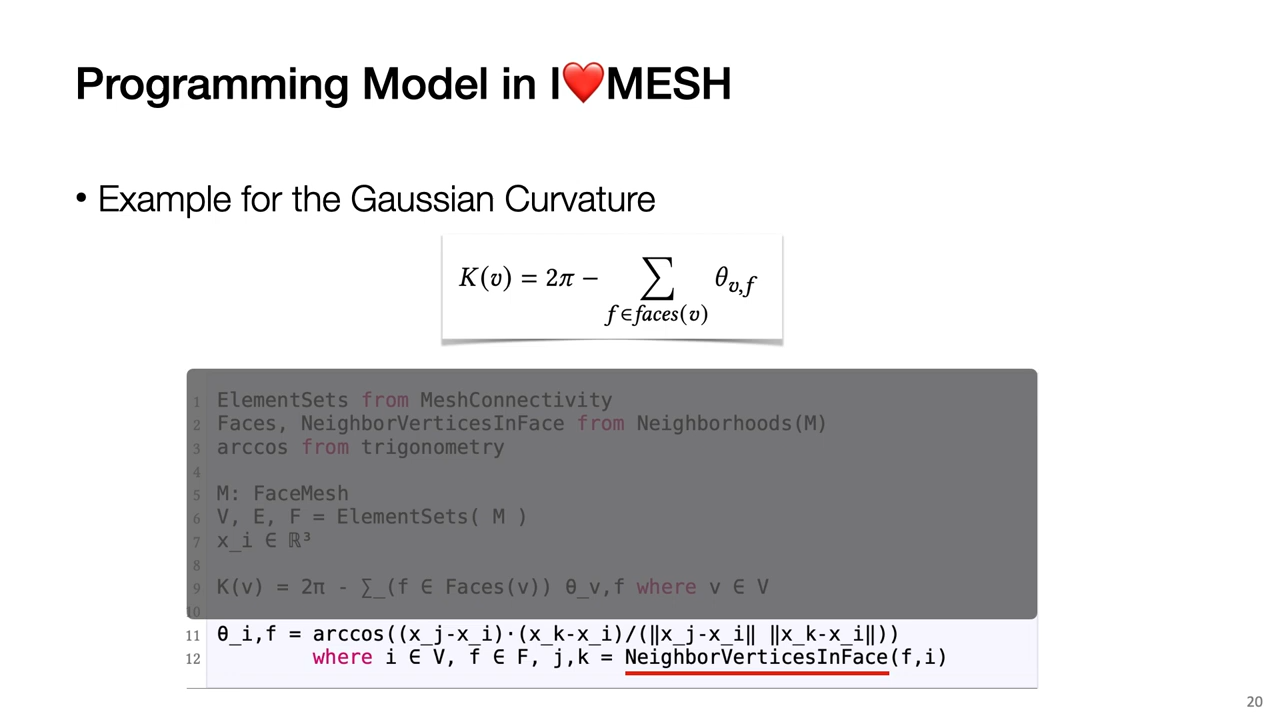 Programming Model in I❤️MESH
• Example for the Gaussian Curvature
K(v) = 2π − ∑ θ_v,f
f∈faces(v)
1 ElementSets from MeshConnectivity
2 Faces, NeighborVerticesInFace from Neighborhoods(M)
3 arccos from trigonometry
4
5 M: FaceMesh
6 V, E, F = ElementSets( M )
7 x_i ∈ ℝ³
8
9 K(v) = 2π - ∑_(f ∈ Faces(v)) θ_v,f where v ∈ V
10
11 θ_i,f = arccos((x_j-x_i)·(x_k-x_i)/(‖x_j-x_i‖ ‖x_k-x_i‖))
12 where i ∈ V, f ∈ F, j,k = NeighborVerticesInFace(f,i)
20